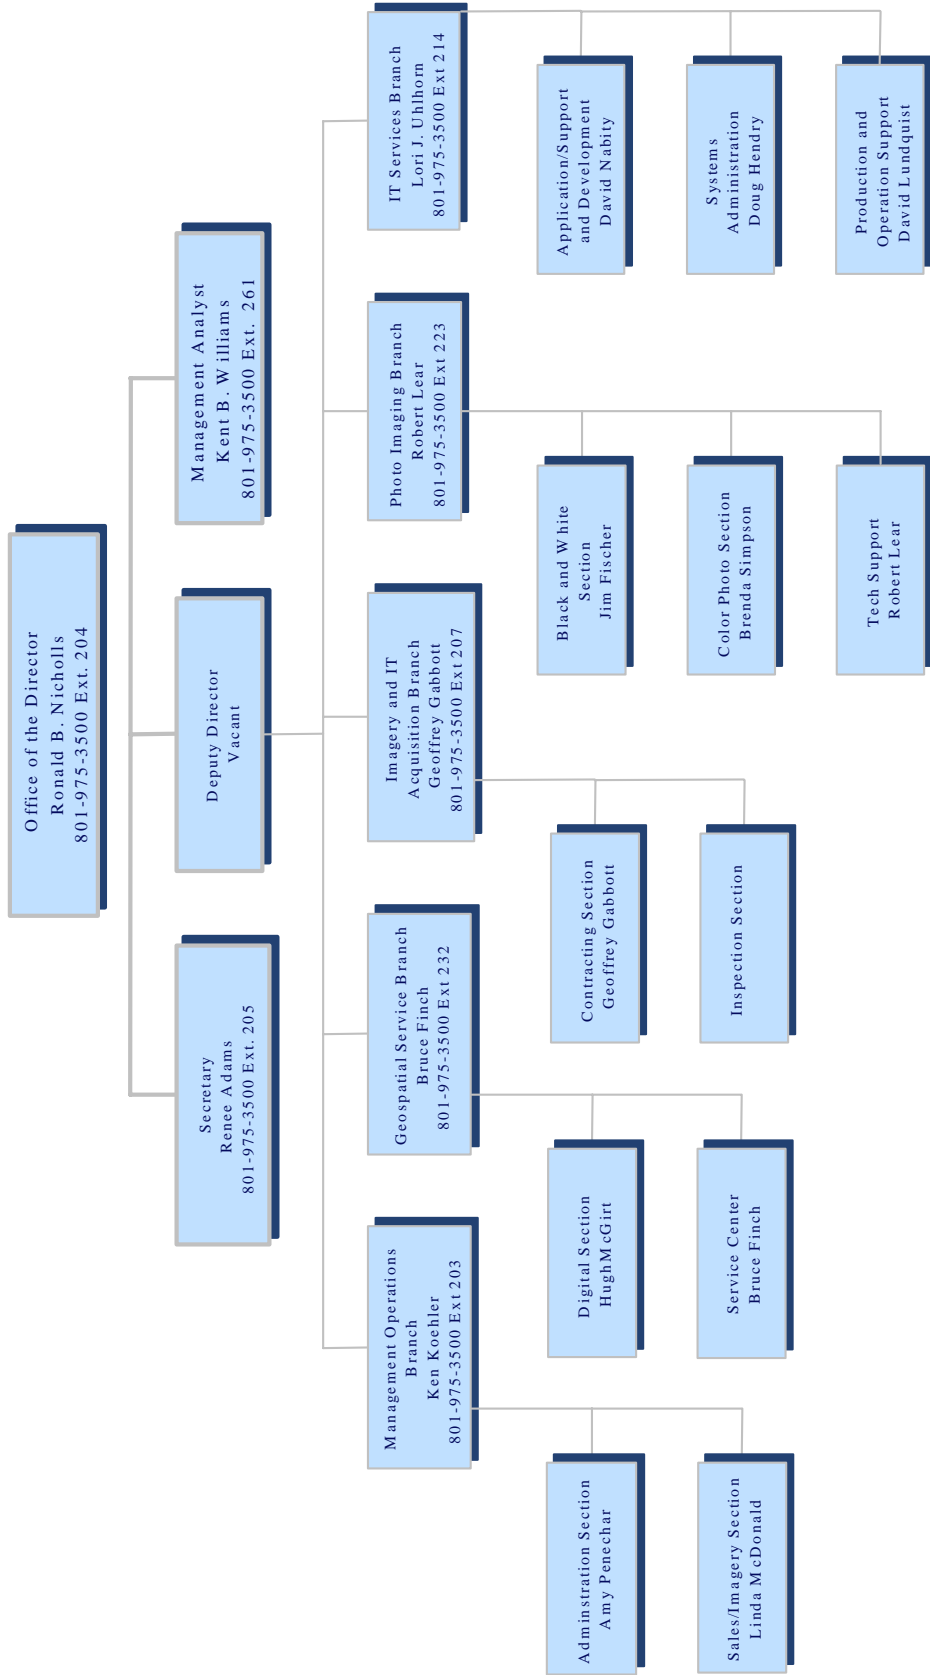 Office of the Director
Ronald B. Nicholls
801-975-3500 Ext. 204
Secretary
Renee Adams
801-975-3500 Ext. 205
Deputy Director
Vacant
Management Analyst
Kent B. Williams
801-975-3500 Ext. 261
Management Operations
Branch
Ken Koehler
801-975-3500 Ext 203
Geospatial Service Branch
Bruce Finch
801-975-3500 Ext 232
Imagery and IT
Acquisition Branch
Geoffrey Gabbott
801-975-3500 Ext 207
Photo Imaging Branch
Robert Lear
801-975-3500 Ext 223
IT Services Branch
Lori J. Uhlhorn
801-975-3500 Ext 214
Adminstration Section
Amy Penechar
Digital Section
HughMcGirt
Contracting Section
Geoffrey Gabbott
Black and White
Section
Jim Fischer
Application/Support
and Development
David Nabity
Sales/Imagery Section
Linda McDonald
Service Center
Bruce Finch
Inspection Section
Color Photo Section
Brenda Simpson
Systems
Administration
Doug Hendry
Tech Support
Robert Lear
Production and
Operation Support
David Lundquist